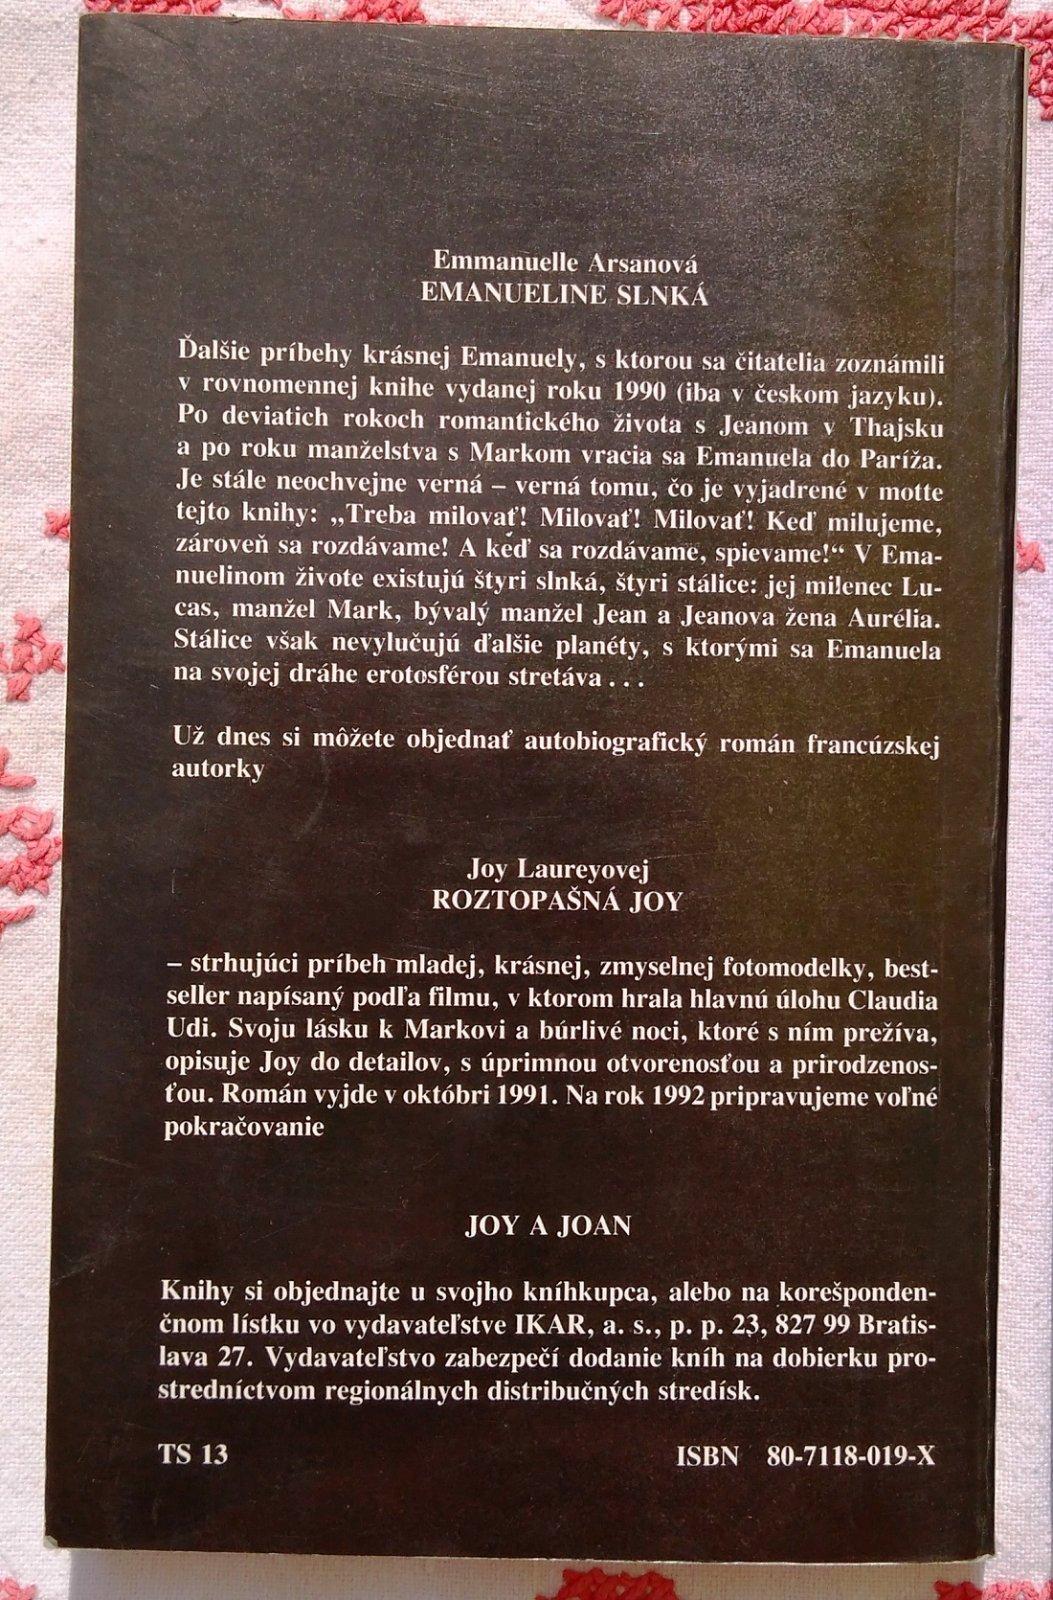 Emmanuelle Arsanová
EMANUELINE SLNKÁ
Ďalšie príbehy krásnej Emanuely, s ktorou sa čitatelia zoznámili
v rovnomennej knihe vydanej roku 1990 (iba v českom jazyku).
Po deviatich rokoch romantického života s Jeanom v Thajsku
a po roku manželstva s Markom vracia sa Emanuela do Paríža.
Je stále neochvejne verná – verná tomu, čo je vyjadrené v motte
tejto knihy: „Treba milovať! Milovať! Milovať! Keď milujeme,
zároveň sa rozdávame! A keď sa rozdávame, spievame!“ V Ema-
nuelinom živote existujú štyri slnká, štyri stálice: jej milenec Lu-
cas, manžel Mark, bývalý manžel Jean a Jeanova žena Aurélia.
Stálice však nevylučujú ďalšie planéty, s ktorými sa Emanuela
na svojej dráhe erotosférou stretáva . . .
Už dnes si môžete objednať autobiografický román francúzskej
autorky
Joy Laureyovej
ROZTOPAŠNÁ JOY
– strhujúci príbeh mladej, krásnej, zmyselnej fotomodelky, best-
seller napísaný podľa filmu, v ktorom hrala hlavnú úlohu Claudia
Udi. Svoju lásku k Markovi a búrlivé noci, ktoré s ním prežíva,
opisuje Joy do detailov, s úprimnou otvorenosťou a prirodzenos-
ťou. Román vyjde v októbri 1991. Na rok 1992 pripravujeme voľné
pokračovanie
JOY A JOAN
Knihy si objednajte u svojho kníhkupca, alebo na korešponden-
čnom lístku vo vydavateľstve IKAR, a. s., p. p. 23, 827 99 Bratis-
lava 27. Vydavateľstvo zabezpečí dodanie kníh na dobierku pro-
stredníctvom regionálnych distribučných stredísk.
TS 13 ISBN 80-7118-019-X